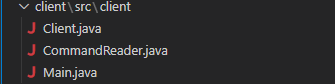 client\src\client
J Client.java
J CommandReader.java
J Main.java